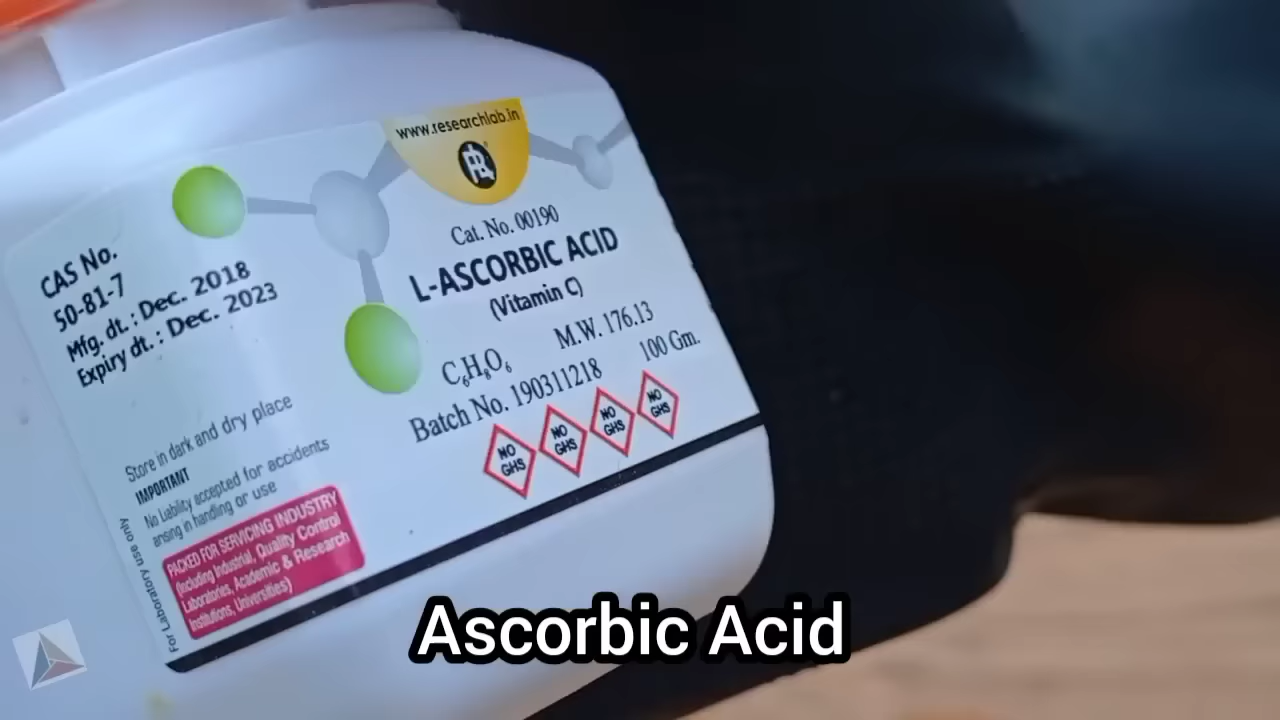 www.researchlab.in
Cat. No. 00190
L-ASCORBIC ACID
(Vitamin C)
C₆H₈O₆ M.W. 176.13
Batch No. 190311218 100 Gm.
NO
GHS
NO
GHS
NO
GHS
NO
GHS
CAS No.
50-81-7
Mfg. dt. : Dec. 2018
Expiry dt. : Dec. 2023
Store in dark and dry place
IMPORTANT
No Liability accepted for accidents
arising in handling or use
PACKED FOR SERVICING INDUSTRY
(Including Industrial, Quality Control
Laboratories, Academic & Research
Institutions, Universities)
For Laboratory use only
Ascorbic Acid